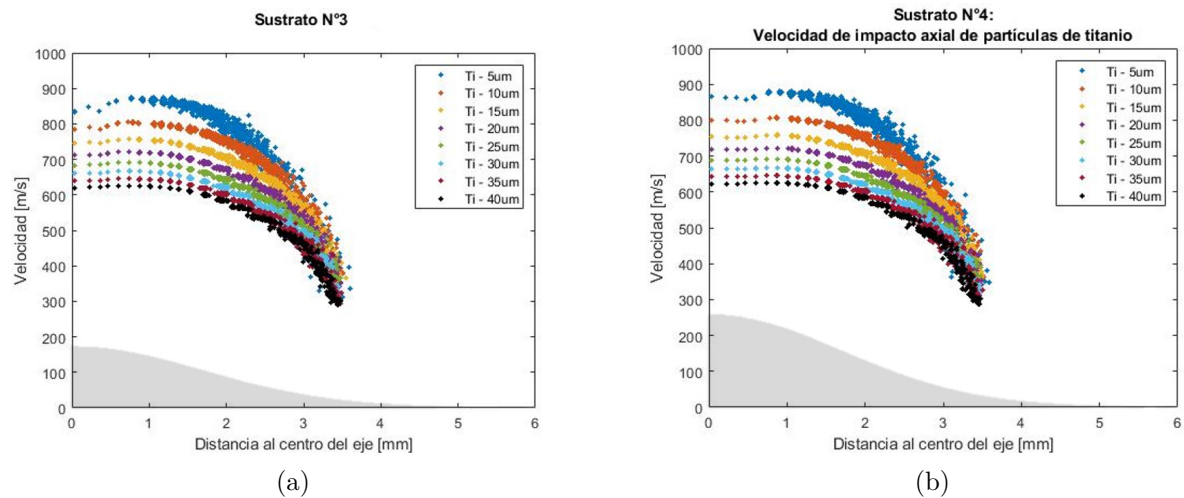 Sustrato N°3
1000
900
800
700
600
500
400
300
200
100
0
Velocidad [m/s]
Ti - 5um
Ti - 10um
Ti - 15um
Ti - 20um
Ti - 25um
Ti - 30um
Ti - 35um
Ti - 40um
0 1 2 3 4 5 6
Distancia al centro del eje [mm]
(a)
Sustrato N°4:
Velocidad de impacto axial de partículas de titanio
1000
900
800
700
600
500
400
300
200
100
0
Velocidad [m/s]
Ti - 5um
Ti - 10um
Ti - 15um
Ti - 20um
Ti - 25um
Ti - 30um
Ti - 35um
Ti - 40um
0 1 2 3 4 5 6
Distancia al centro del eje [mm]
(b)